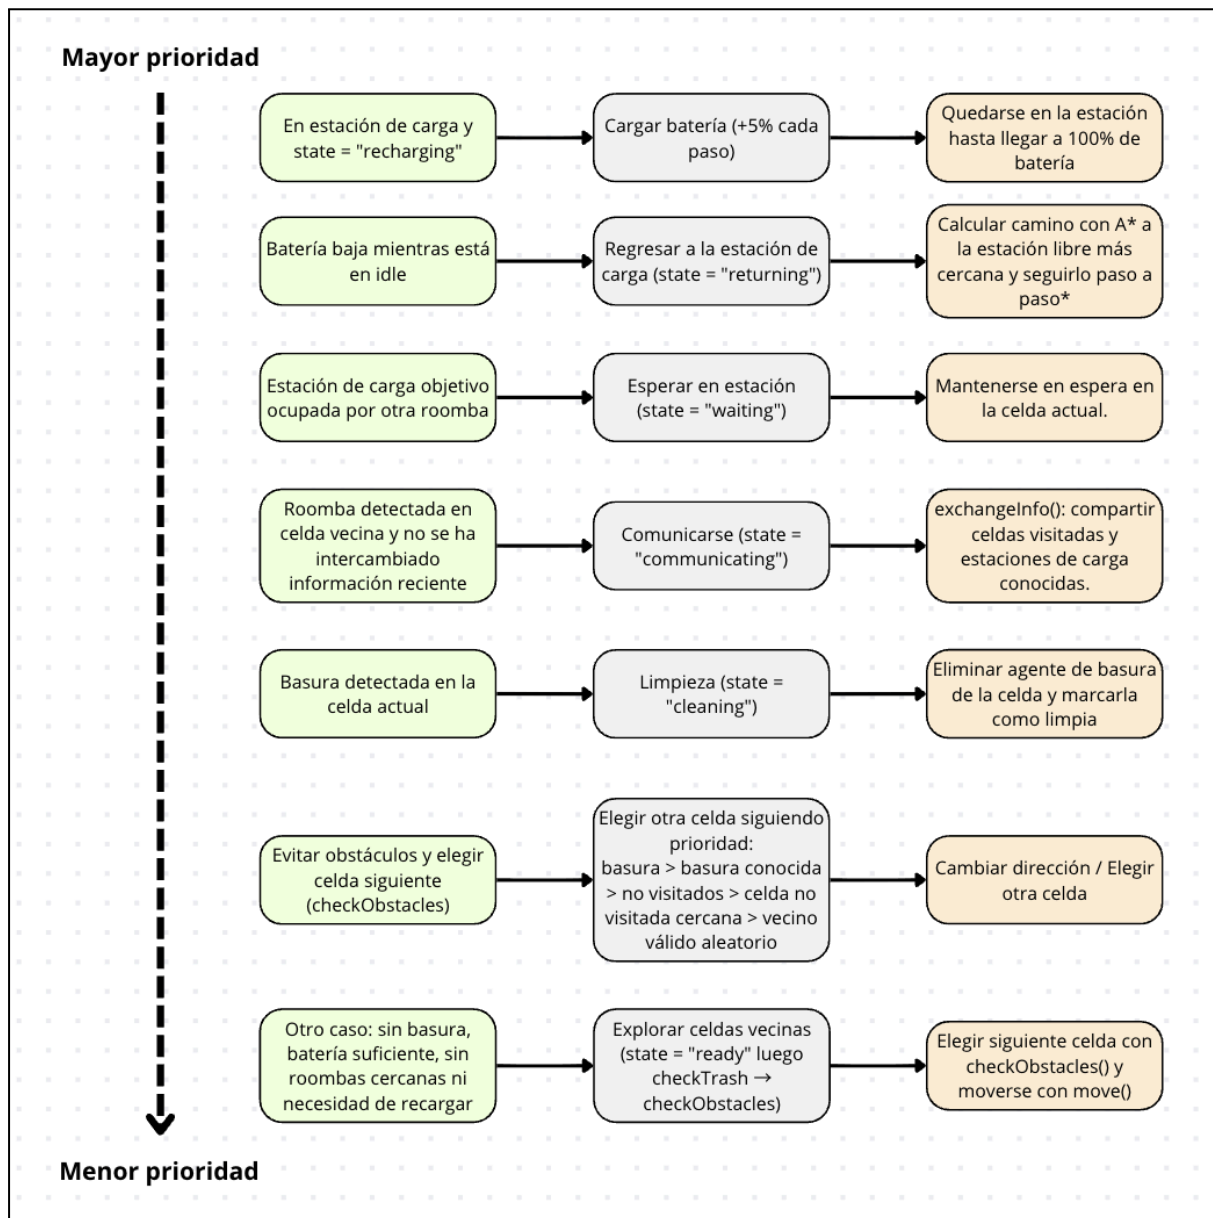 Mayor prioridad
En estación de carga y
state = "recharging"
Cargar batería (+5% cada
paso)
Quedarse en la estación
hasta llegar a 100% de
batería
Batería baja mientras está
en idle
Regresar a la estación de
carga (state = "returning")
Calcular camino con A* a
la estación libre más
cercana y seguirlo paso a
paso*
Estación de carga objetivo
ocupada por otra roomba
Esperar en estación
(state = "waiting")
Mantenerse en espera en
la celda actual.
Roomba detectada en
celda vecina y no se ha
intercambiado
información reciente
Comunicarse (state =
"communicating")
exchangeInfo(): compartir
celdas visitadas y
estaciones de carga
conocidas.
Basura detectada en la
celda actual
Limpieza (state =
"cleaning")
Eliminar agente de basura
de la celda y marcarla
como limpia
Evitar obstáculos y elegir
celda siguiente
(checkObstacles)
Elegir otra celda siguiendo
prioridad:
basura > basura conocida
> no visitados > celda no
visitada cercana > vecino
válido aleatorio
Cambiar dirección / Elegir
otra celda
Otro caso: sin basura,
batería suficiente, sin
roombas cercanas ni
necesidad de recargar
Explorar celdas vecinas
(state = "ready" luego
checkTrash →
checkObstacles)
Elegir siguiente celda con
checkObstacles() y
moverse con move()
Menor prioridad